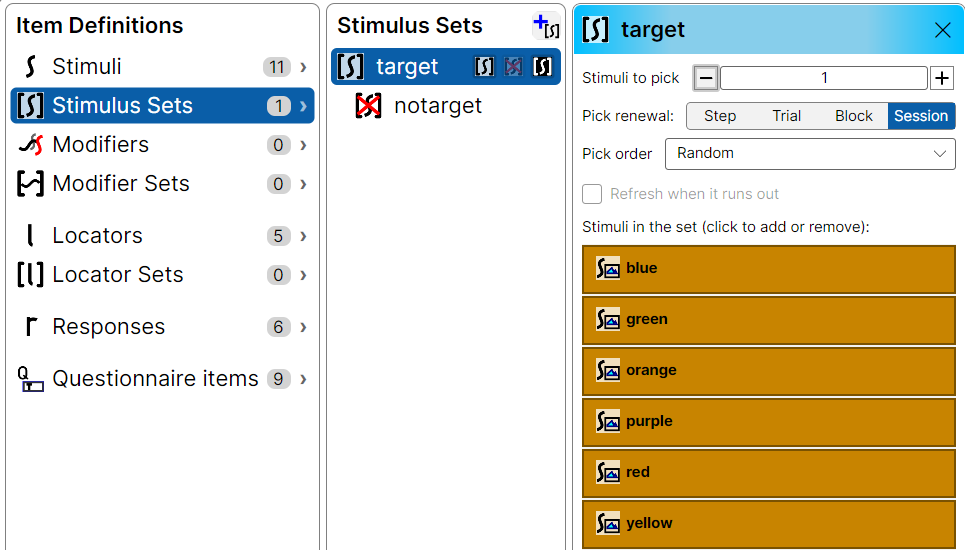 Item Definitions
Stimuli 11 ›
Stimulus Sets 1 ›
Modifiers 0 ›
Modifier Sets 0 ›
Locators 5 ›
Locator Sets 0 ›
Responses 6 ›
Questionnaire items 9 ›
Stimulus Sets
target
notarget
target
Stimuli to pick 1
Pick renewal: Step Trial Block Session
Pick order Random
Refresh when it runs out
Stimuli in the set (click to add or remove):
blue
green
orange
purple
red
yellow